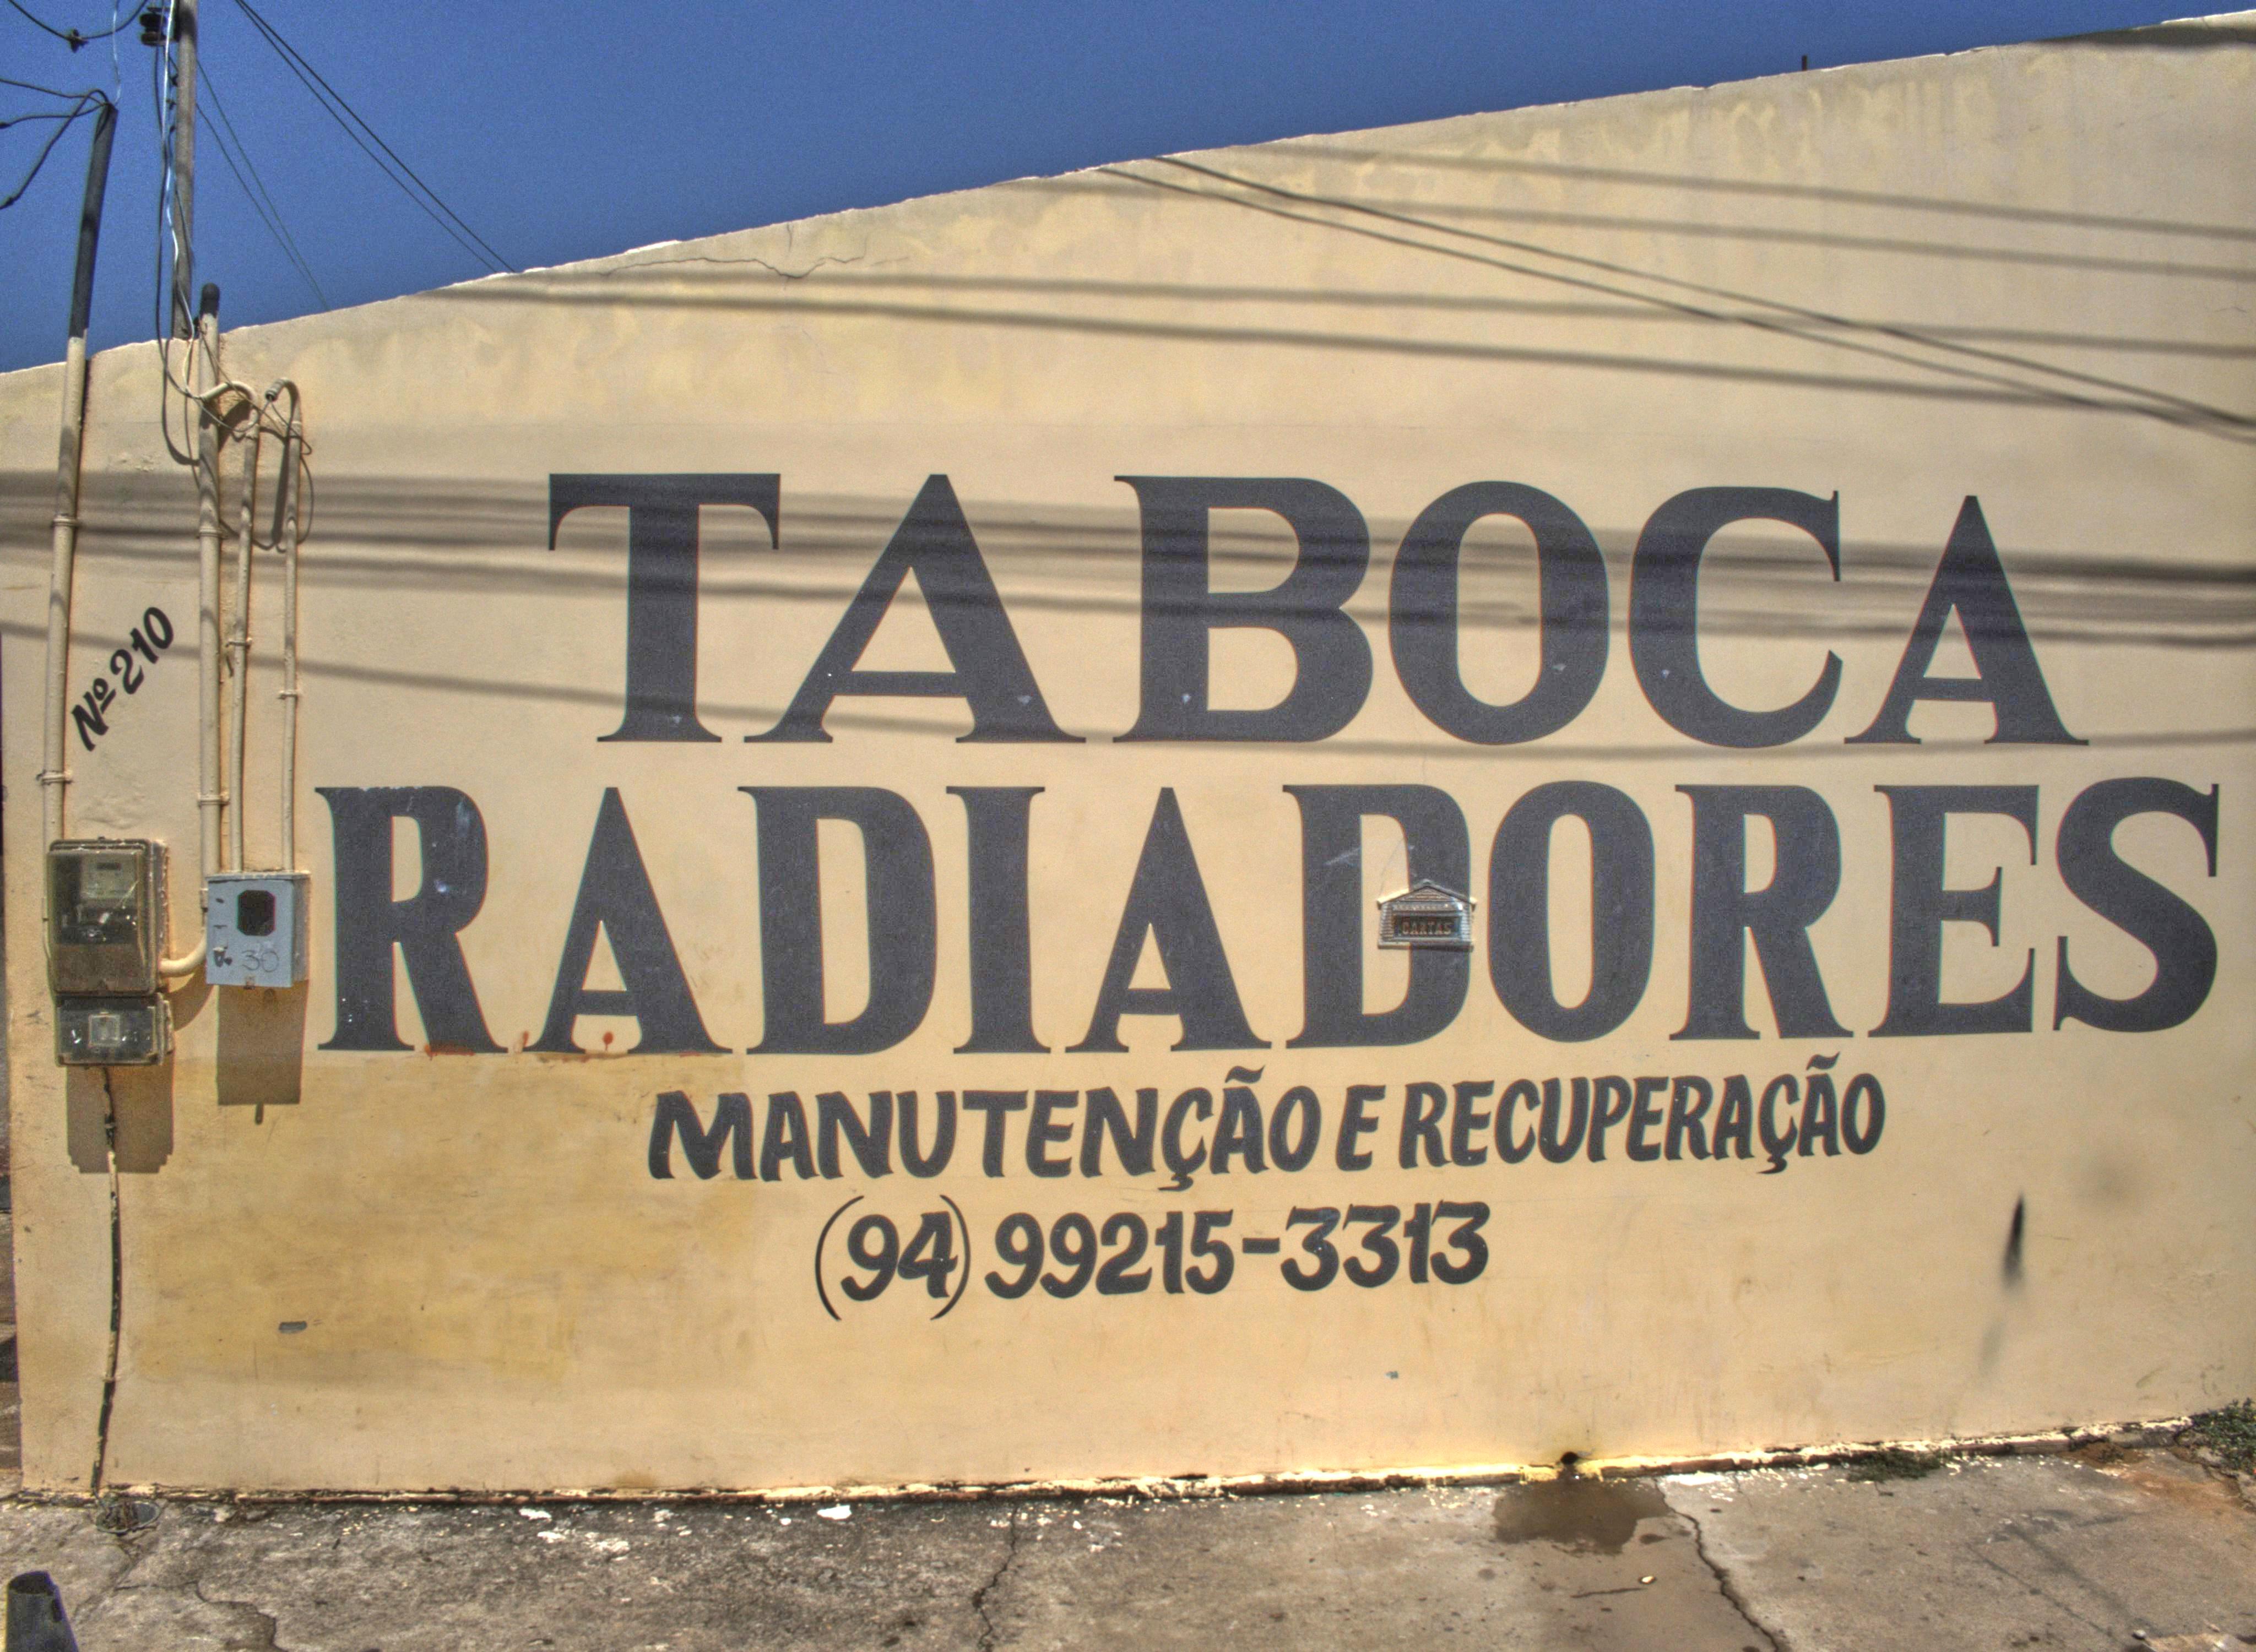 Nº 210
TABOCA
RADIADORES
CARTAS
MANUTENÇÃO E RECUPERAÇÃO
(94) 99215-3313
30